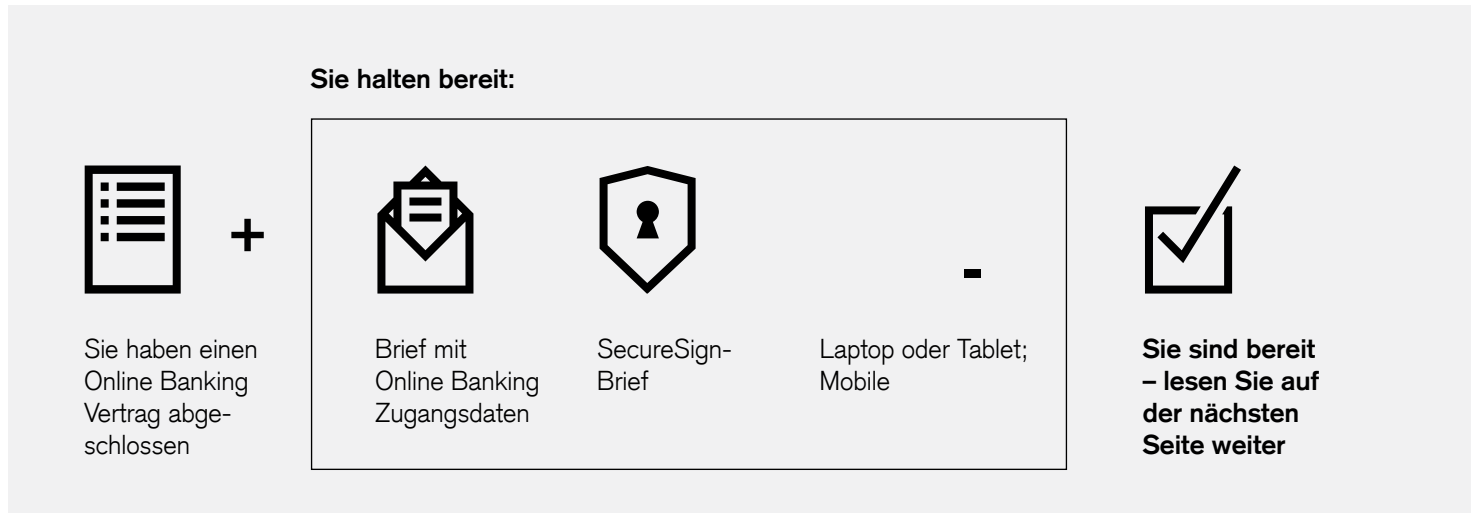 Sie halten bereit:
+
Sie haben einen
Online Banking
Vertrag abge-
schlossen
Brief mit
Online Banking
Zugangsdaten
SecureSign-
Brief
Laptop oder Tablet;
Mobile
Sie sind bereit
– lesen Sie auf
der nächsten
Seite weiter